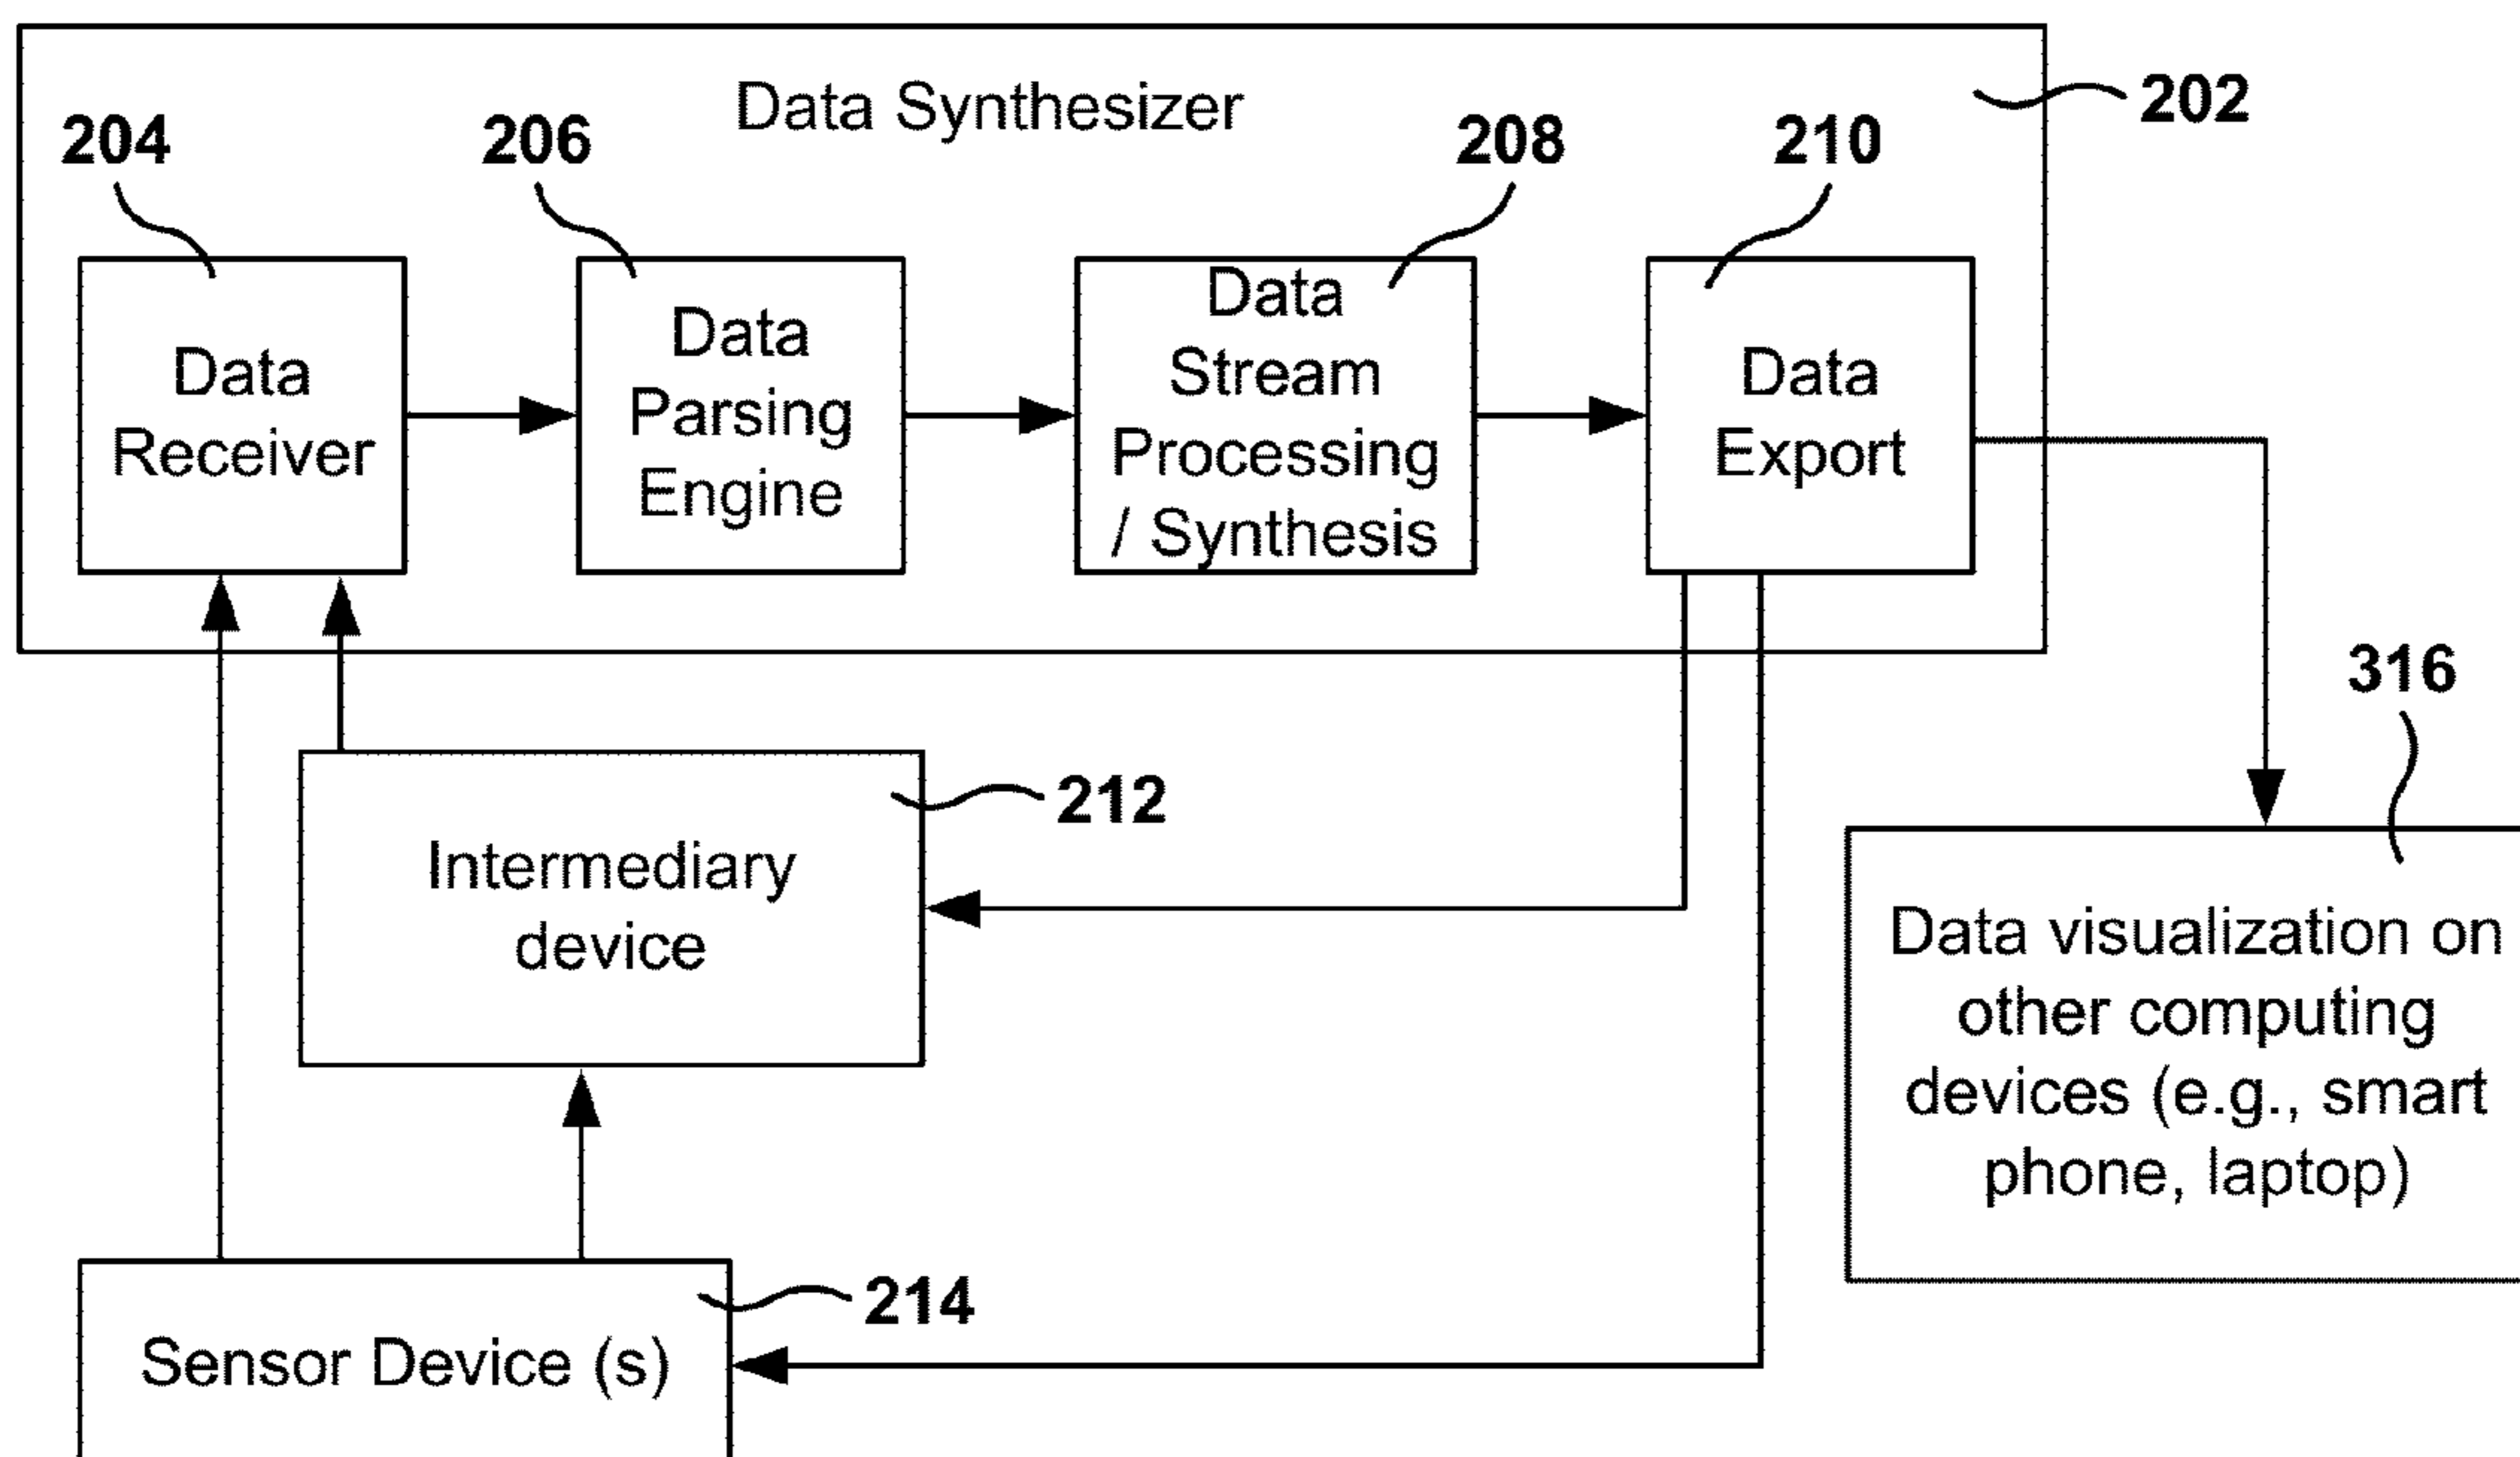 Data Synthesizer
202
204
206
208
210
Data
Receiver
Data
Parsing
Engine
Data
Stream
Processing
/ Synthesis
Data
Export
316
212
Intermediary
device
Data visualization on
other computing
devices (e.g., smart
phone, laptop)
214
Sensor Device (s)